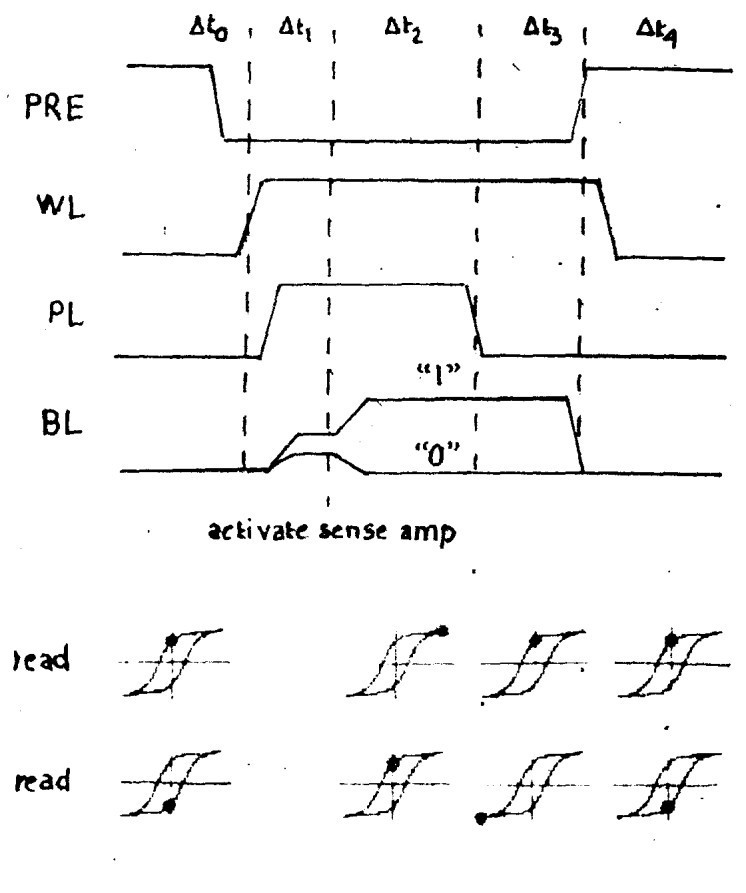 Δt₀ Δt₁ Δt₂ Δt₃ Δt₄
PRE
WL
PL
"1"
BL
"0"
activate sense amp
read
read